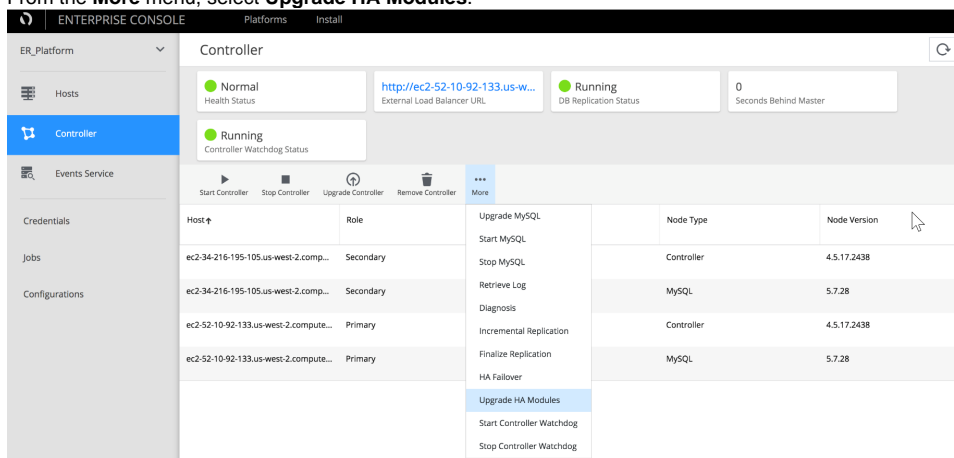 From the More menu, select Upgrade HA Modules.
ENTERPRISE CONSOLE Platforms Install
ER_Platform
Controller
Normal
Health Status
http://ec2-52-10-92-133.us-w...
External Load Balancer URL
Running
DB Replication Status
0
Seconds Behind Master
Hosts
Controller
Running
Controller Watchdog Status
Events Service
Start Controller Stop Controller Upgrade Controller Remove Controller More
Credentials
Jobs
Configurations
Host Role Node Type Node Version
ec2-34-216-195-105.us-west-2.comp... Secondary Controller 4.5.17.2438
ec2-34-216-195-105.us-west-2.comp... Secondary MySQL 5.7.28
ec2-52-10-92-133.us-west-2.compute... Primary Controller 4.5.17.2438
ec2-52-10-92-133.us-west-2.compute... Primary MySQL 5.7.28
Upgrade MySQL
Start MySQL
Stop MySQL
Retrieve Log
Diagnosis
Incremental Replication
Finalize Replication
HA Failover
Upgrade HA Modules
Start Controller Watchdog
Stop Controller Watchdog